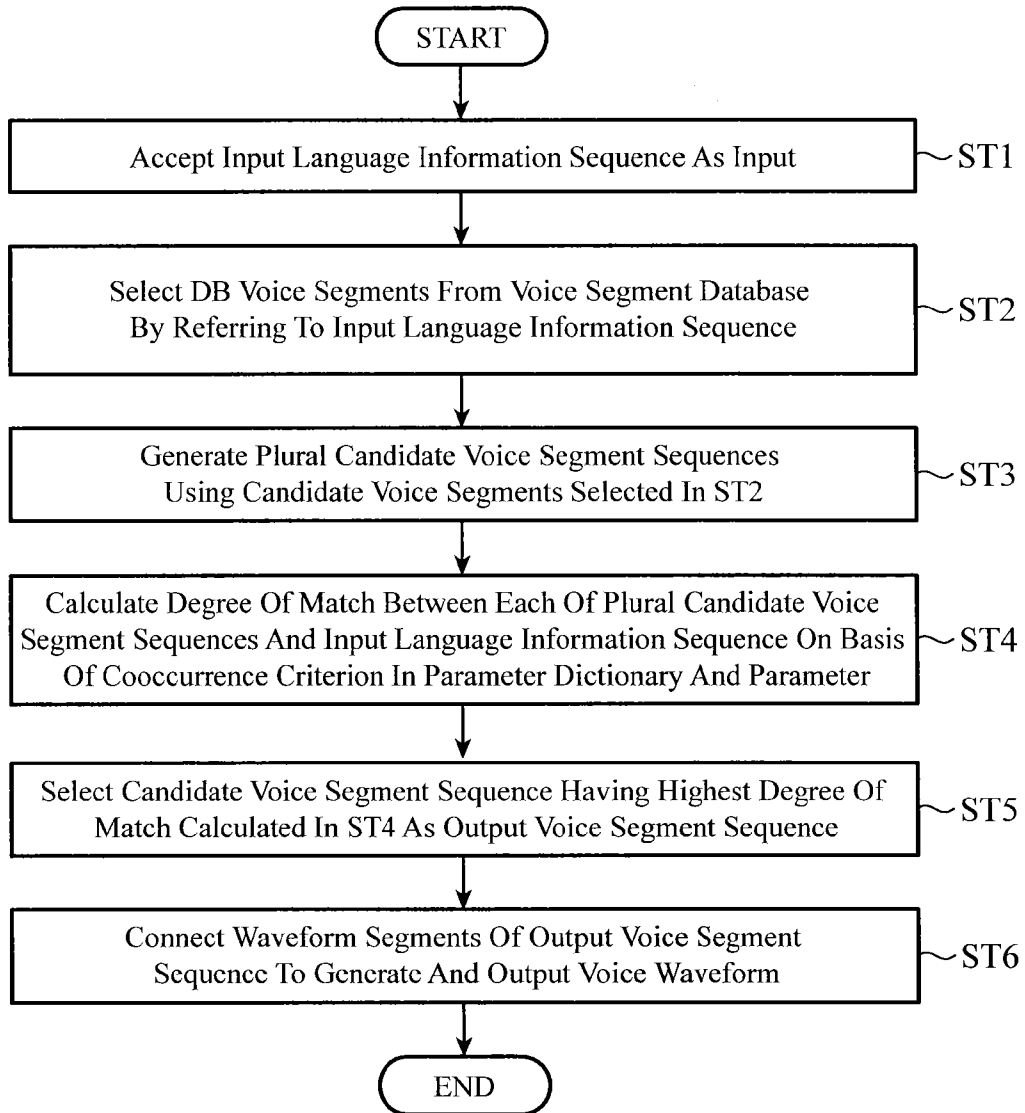 START
Accept Input Language Information Sequence As Input
ST1
Select DB Voice Segments From Voice Segment Database
By Referring To Input Language Information Sequence
ST2
Generate Plural Candidate Voice Segment Sequences
Using Candidate Voice Segments Selected In ST2
ST3
Calculate Degree Of Match Between Each Of Plural Candidate Voice
Segment Sequences And Input Language Information Sequence On Basis
Of Cooccurrence Criterion In Parameter Dictionary And Parameter
ST4
Select Candidate Voice Segment Sequence Having Highest Degree Of
Match Calculated In ST4 As Output Voice Segment Sequence
ST5
Connect Waveform Segments Of Output Voice Segment
Sequence To Generate And Output Voice Waveform
ST6
END